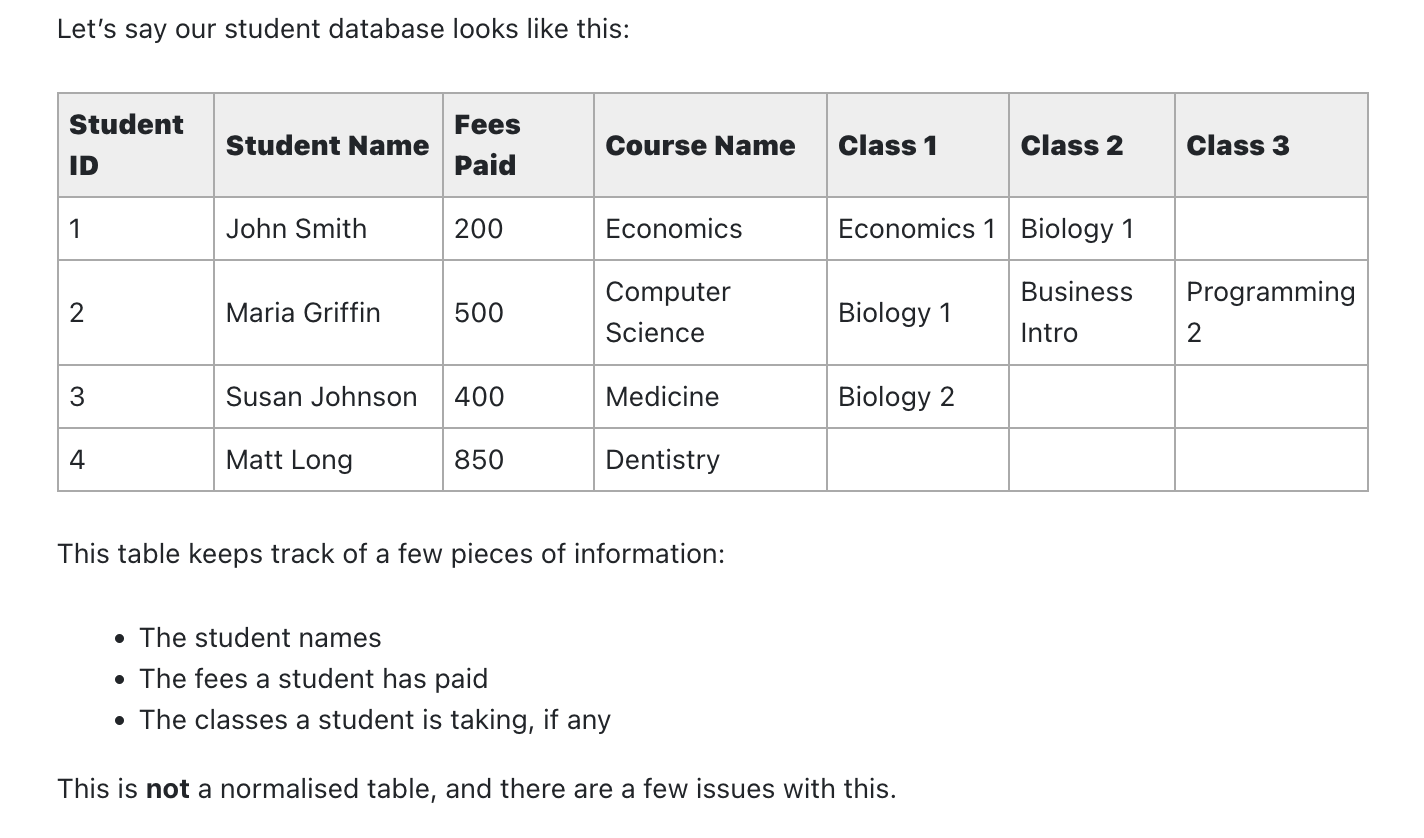 Let’s say our student database looks like this:
Student ID Student Name Fees Paid Course Name Class 1 Class 2 Class 3
1 John Smith 200 Economics Economics 1 Biology 1
2 Maria Griffin 500 Computer Science Biology 1 Business Intro Programming 2
3 Susan Johnson 400 Medicine Biology 2
4 Matt Long 850 Dentistry
This table keeps track of a few pieces of information:
• The student names
• The fees a student has paid
• The classes a student is taking, if any
This is not a normalised table, and there are a few issues with this.